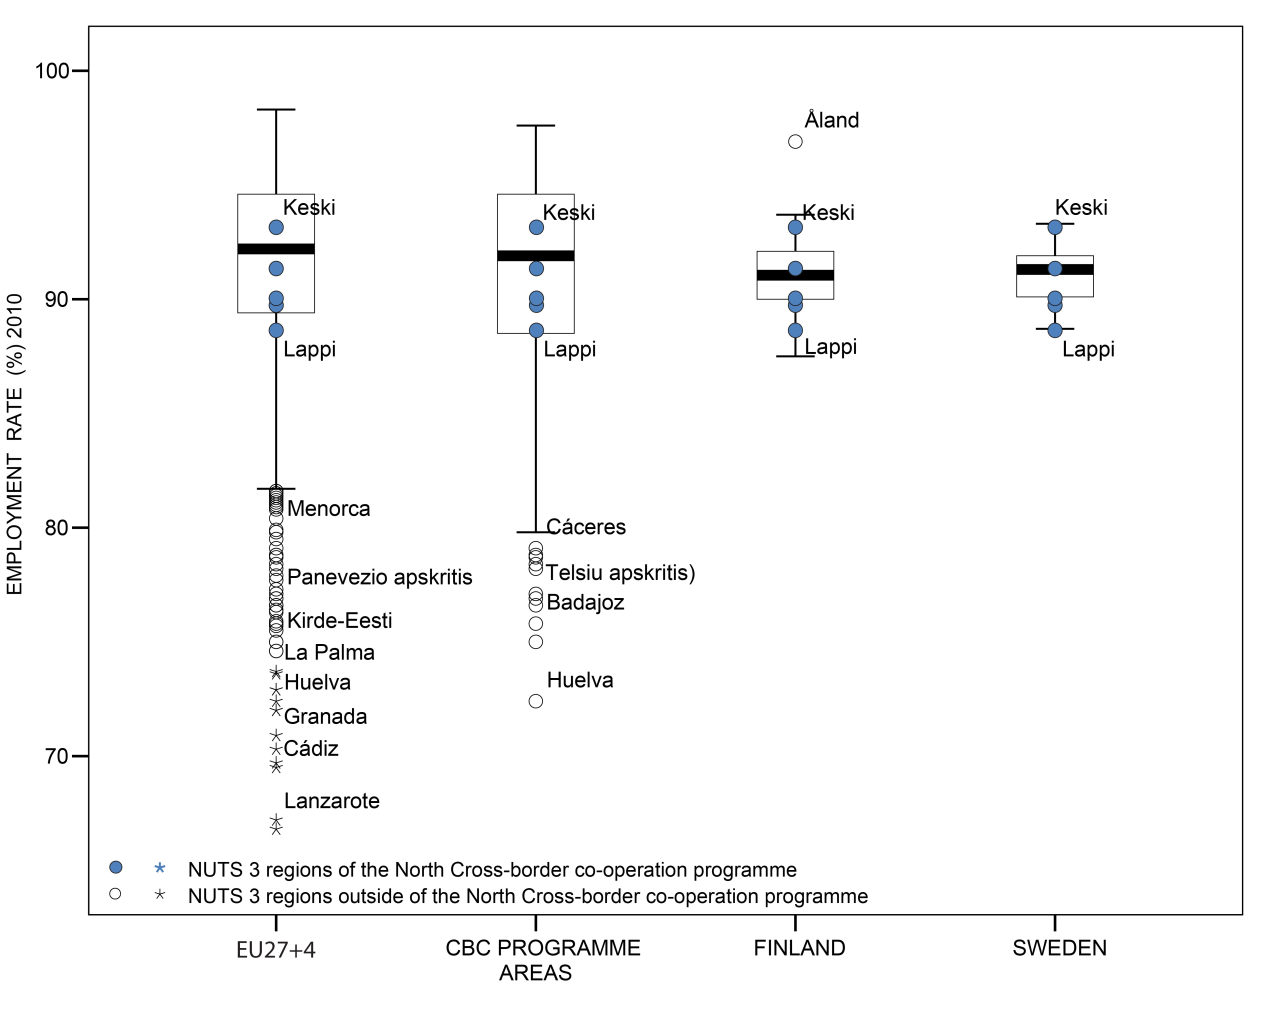 100
90
80
70
EMPLOYMENT RATE (%) 2010
Keski
Lappi
Menorca
Panevezio apskritis
Kirde-Eesti
La Palma
Huelva
Granada
Cádiz
Lanzarote
Keski
Lappi
Cáceres
Telsiu apskritis)
Badajoz
Huelva
Åland
Keski
Lappi
Keski
Lappi
NUTS 3 regions of the North Cross-border co-operation programme
NUTS 3 regions outside of the North Cross-border co-operation programme
EU27+4
CBC PROGRAMME
AREAS
FINLAND
SWEDEN